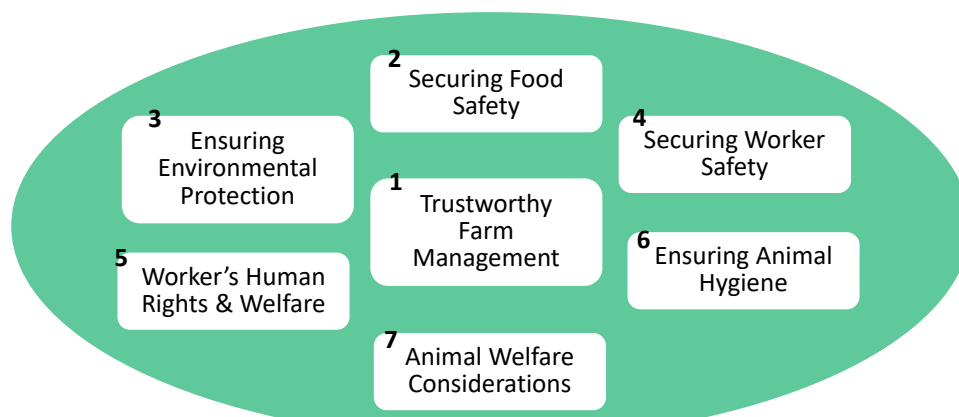 2
Securing Food
Safety
3
Ensuring
Environmental
Protection
4
Securing Worker
Safety
1
Trustworthy
Farm
Management
5
Worker’s Human
Rights & Welfare
6
Ensuring Animal
Hygiene
7
Animal Welfare
Considerations